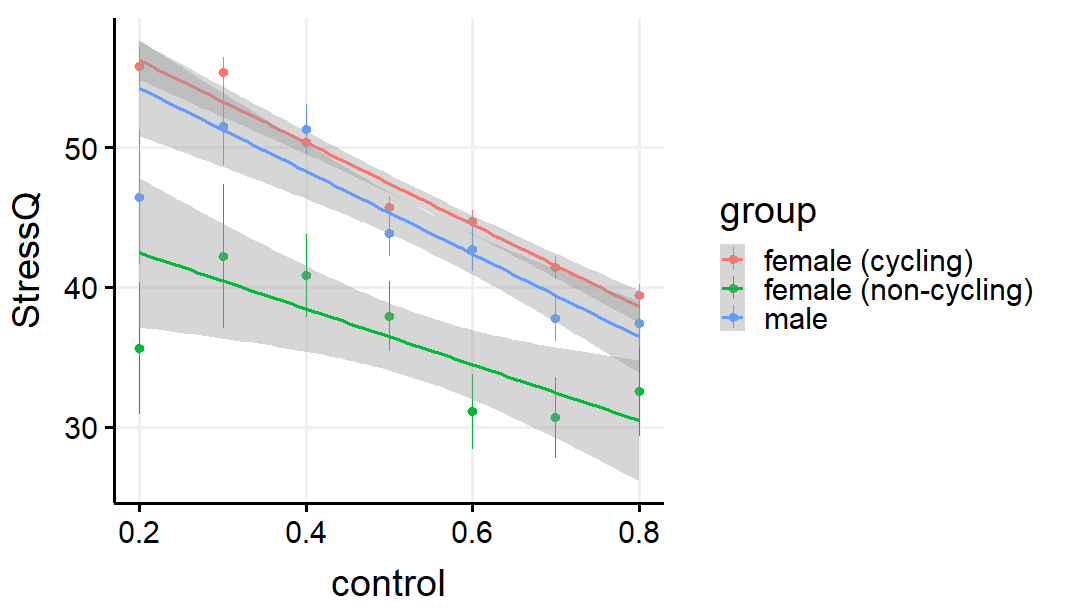 StressQ
50
40
30
0.2
0.4
0.6
0.8
control
group
female (cycling)
female (non-cycling)
male